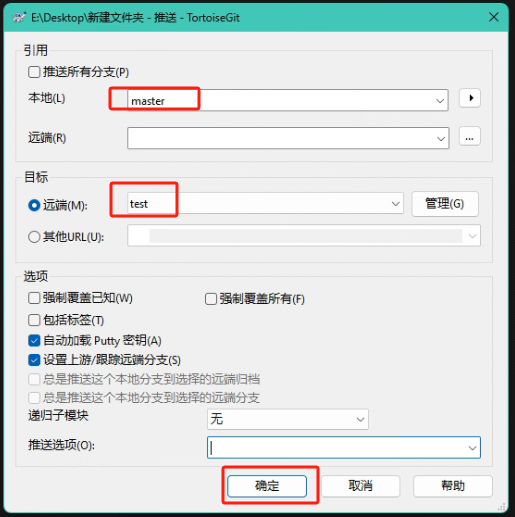 E:\Desktop\新建文件夹 - 推送 - TortoiseGit
引用
推送所有分支(P)
本地(L)
master
远端(R)
...
目标
远端(M):
test
管理(G)
其他URL(U):
选项
强制覆盖已知(W)
强制覆盖所有(F)
包括标签(T)
自动加载 Putty 密钥(A)
设置上游/跟踪远端分支(S)
总是推送这个本地分支到选择的远端归档
总是推送这个本地分支到选择的远端分支
递归子模块
无
推送选项(O):
确定
取消
帮助